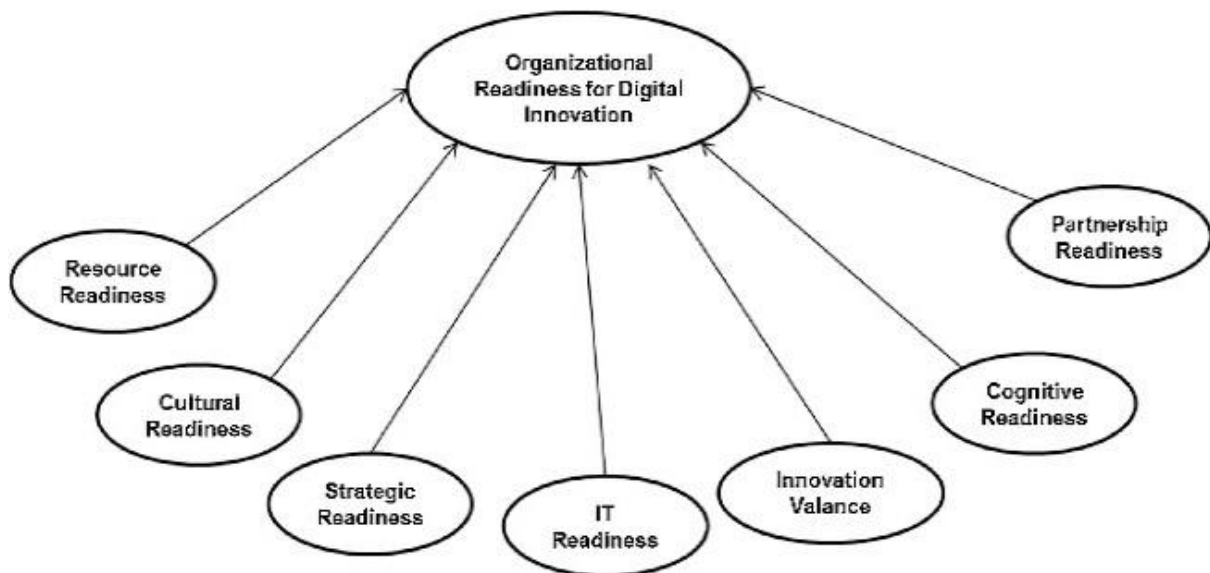 Organizational
Readiness for Digital
Innovation
Partnership
Readiness
Resource
Readiness
Cultural
Readiness
Cognitive
Readiness
Strategic
Readiness
IT
Readiness
Innovation
Valance